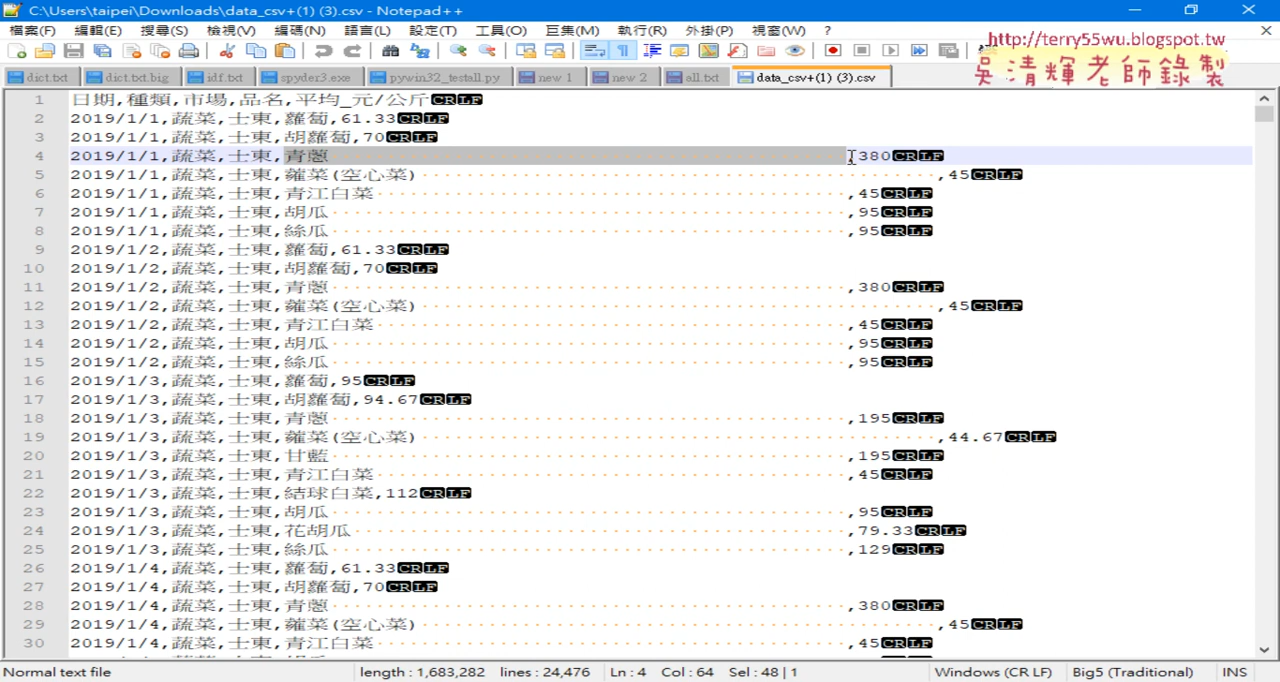 C:\Users\taipei\Downloads\data_csv+(1) (3).csv - Notepad++
檔案(F) 編輯(E) 搜尋(S) 檢視(V) 編碼(N) 語言(L) 設定(T) 工具(O) 巨集(M) 執行(R) 外掛(P) 視窗(W) ?
http://terry55wu.blogspot.tw
吳清輝老師錄製
dict.txt dict.txt.big idf.txt spyder3.exe pywin32_testall.py new 1 new 2 all.txt data_csv+(1) (3).csv
1 日期,種類,市場,品名,平均_元/公斤CRLF
2 2019/1/1,蔬菜,士東,蘿蔔,61.33CRLF
3 2019/1/1,蔬菜,士東,胡蘿蔔,70CRLF
4 2019/1/1,蔬菜,士東,青蔥 ,380CRLF
5 2019/1/1,蔬菜,士東,蕹菜(空心菜) ,45CRLF
6 2019/1/1,蔬菜,士東,青江白菜 ,45CRLF
7 2019/1/1,蔬菜,士東,胡瓜 ,95CRLF
8 2019/1/1,蔬菜,士東,絲瓜 ,95CRLF
9 2019/1/2,蔬菜,士東,蘿蔔,61.33CRLF
10 2019/1/2,蔬菜,士東,胡蘿蔔,70CRLF
11 2019/1/2,蔬菜,士東,青蔥 ,380CRLF
12 2019/1/2,蔬菜,士東,蕹菜(空心菜) ,45CRLF
13 2019/1/2,蔬菜,士東,青江白菜 ,45CRLF
14 2019/1/2,蔬菜,士東,胡瓜 ,95CRLF
15 2019/1/2,蔬菜,士東,絲瓜 ,95CRLF
16 2019/1/3,蔬菜,士東,蘿蔔,95CRLF
17 2019/1/3,蔬菜,士東,胡蘿蔔,94.67CRLF
18 2019/1/3,蔬菜,士東,青蔥 ,195CRLF
19 2019/1/3,蔬菜,士東,蕹菜(空心菜) ,44.67CRLF
20 2019/1/3,蔬菜,士東,甘藍 ,195CRLF
21 2019/1/3,蔬菜,士東,青江白菜 ,45CRLF
22 2019/1/3,蔬菜,士東,結球白菜,112CRLF
23 2019/1/3,蔬菜,士東,胡瓜 ,95CRLF
24 2019/1/3,蔬菜,士東,花胡瓜 ,79.33CRLF
25 2019/1/3,蔬菜,士東,絲瓜 ,129CRLF
26 2019/1/4,蔬菜,士東,蘿蔔,61.33CRLF
27 2019/1/4,蔬菜,士東,胡蘿蔔,70CRLF
28 2019/1/4,蔬菜,士東,青蔥 ,380CRLF
29 2019/1/4,蔬菜,士東,蕹菜(空心菜) ,45CRLF
30 2019/1/4,蔬菜,士東,青江白菜 ,45CRLF
Normal text file length : 1,683,282 lines : 24,476 Ln : 4 Col : 64 Sel : 48 | 1 Windows (CR LF) Big5 (Traditional) INS